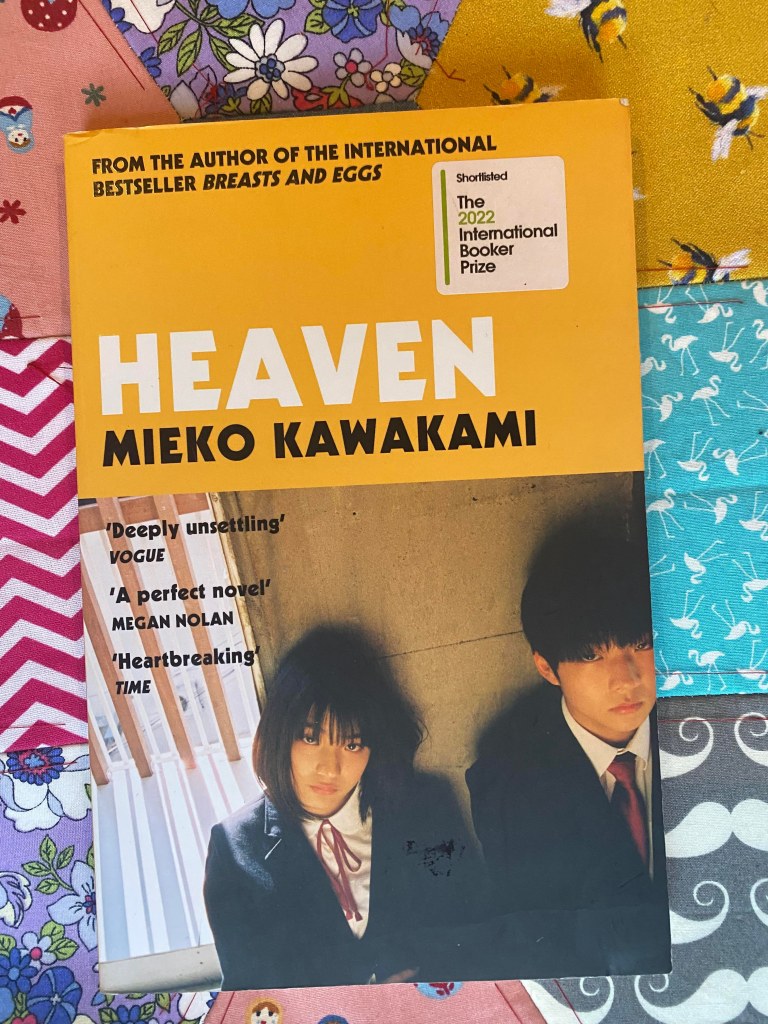 FROM THE AUTHOR OF THE INTERNATIONAL
BESTSELLER BREASTS AND EGGS
Shortlisted
The
2022
International
Booker
Prize
HEAVEN
MIEKO KAWAKAMI
'Deeply unsettling'
VOGUE
'A perfect novel'
MEGAN NOLAN
'Heartbreaking'
TIME